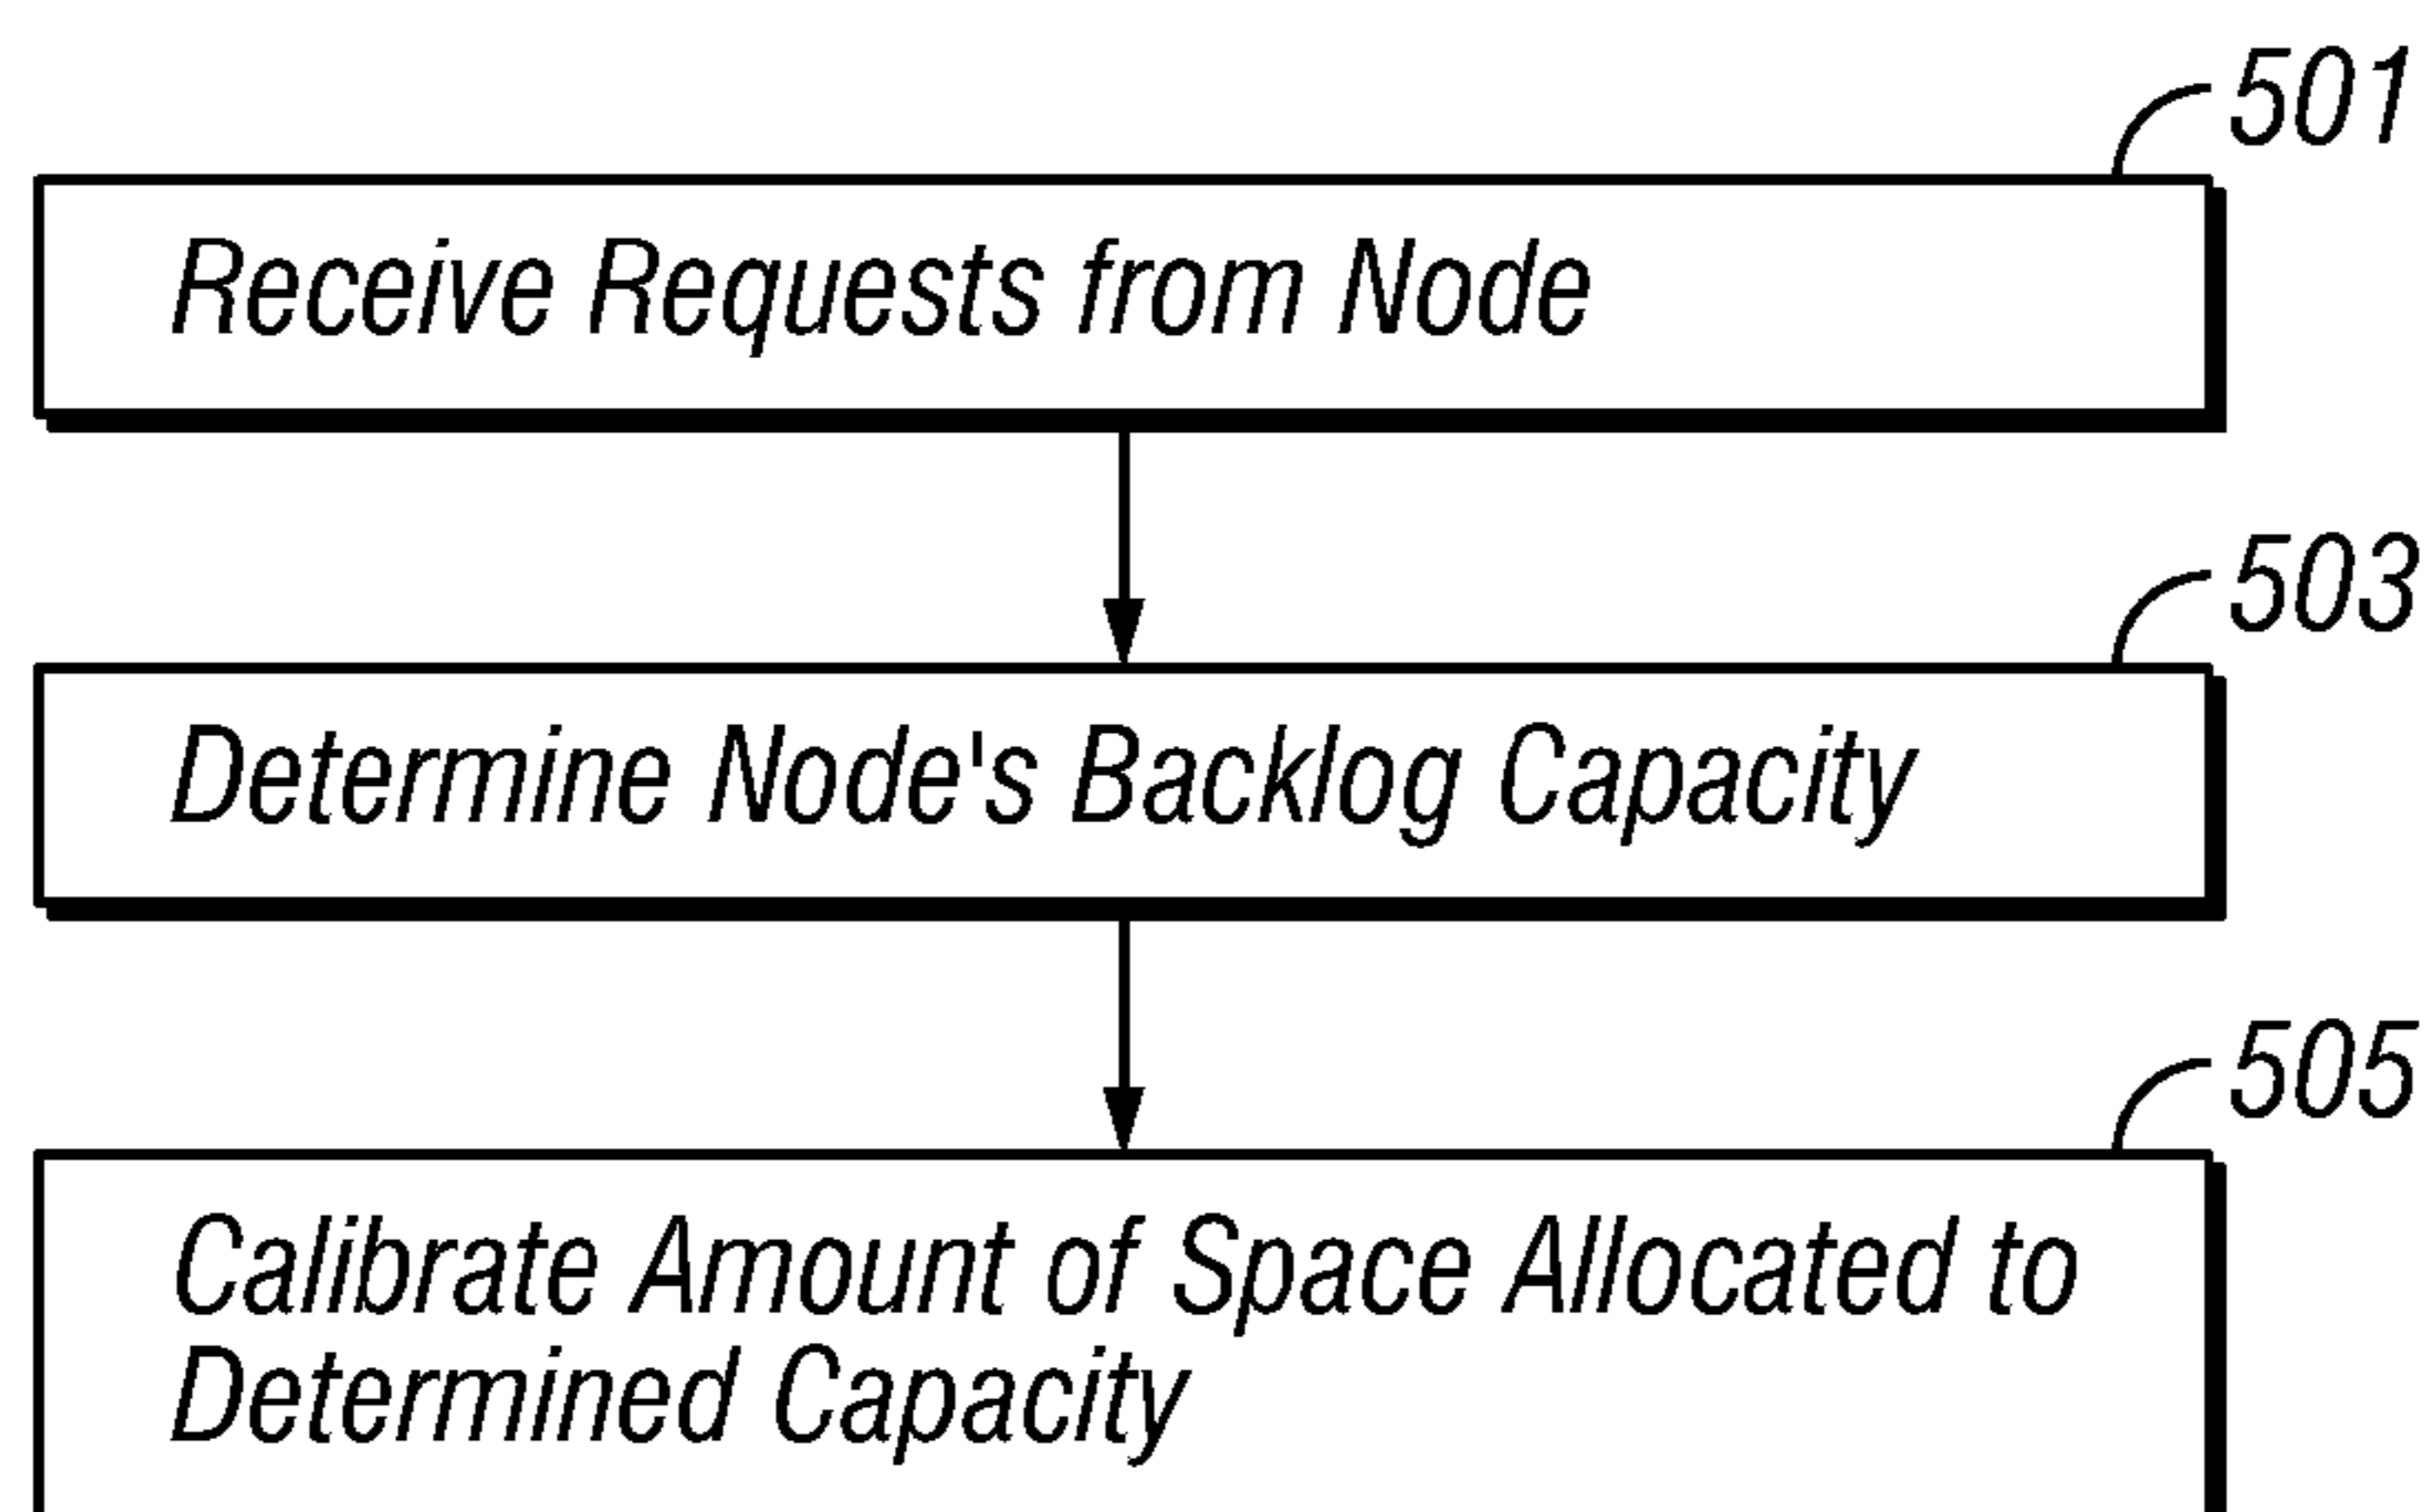 501
Receive Requests from Node
503
Determine Node's Backlog Capacity
505
Calibrate Amount of Space Allocated to
Determined Capacity